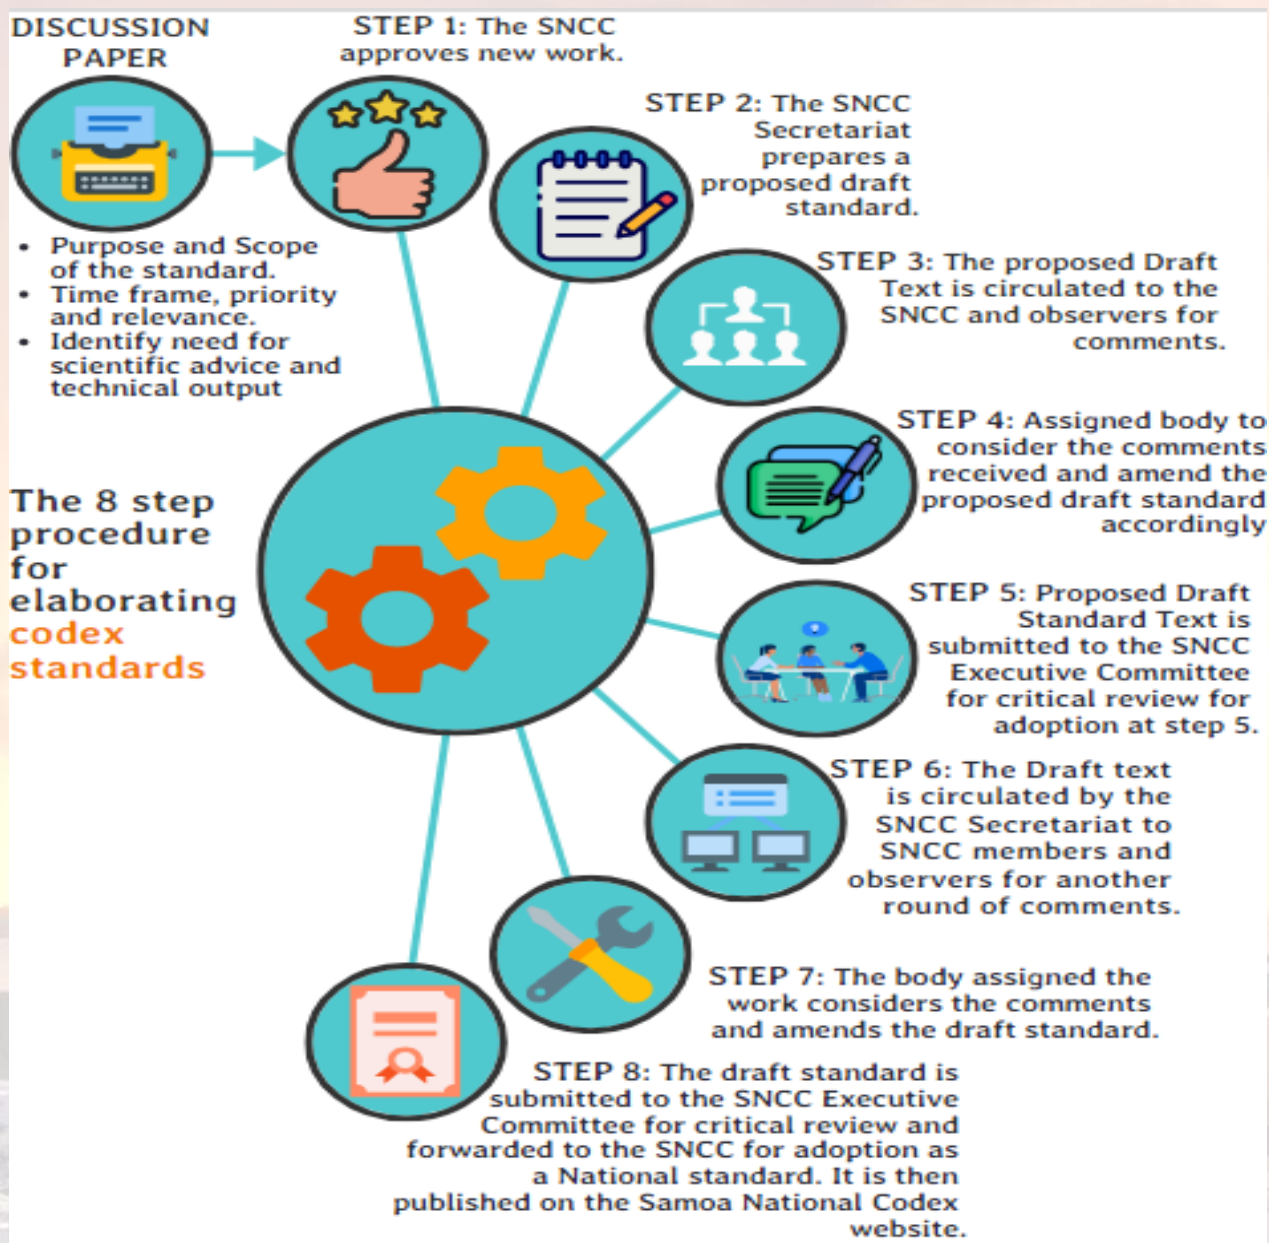 DISCUSSION
PAPER
STEP 1: The SNCC
approves new work.
STEP 2: The SNCC
Secretariat
prepares a
proposed draft
standard.
• Purpose and Scope
of the standard.
• Time frame, priority
and relevance.
• Identify need for
scientific advice and
technical output
STEP 3: The proposed Draft
Text is circulated to the
SNCC and observers for
comments.
STEP 4: Assigned body to
consider the comments
received and amend the
proposed draft standard
accordingly
The 8 step
procedure
for
elaborating
codex
standards
STEP 5: Proposed Draft
Standard Text is
submitted to the SNCC
Executive Committee
for critical review for
adoption at step 5.
STEP 6: The Draft text
is circulated by the
SNCC Secretariat to
SNCC members and
observers for another
round of comments.
STEP 7: The body assigned the
work considers the comments
and amends the draft standard.
STEP 8: The draft standard is
submitted to the SNCC Executive
Committee for critical review and
forwarded to the SNCC for adoption as
a National standard. It is then
published on the Samoa National Codex
website.